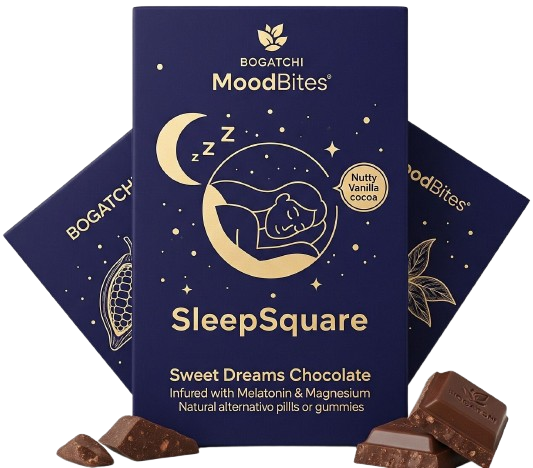 BOGATCHI
MoodBites®
z z Z
Nutty
Vanilla
cocoa
SleepSquare
Sweet Dreams Chocolate
Infured with Melatonin & Magnesium
Natural alternativo pills or gummies
BOGATCHI
oodBites®
BOGATCHI